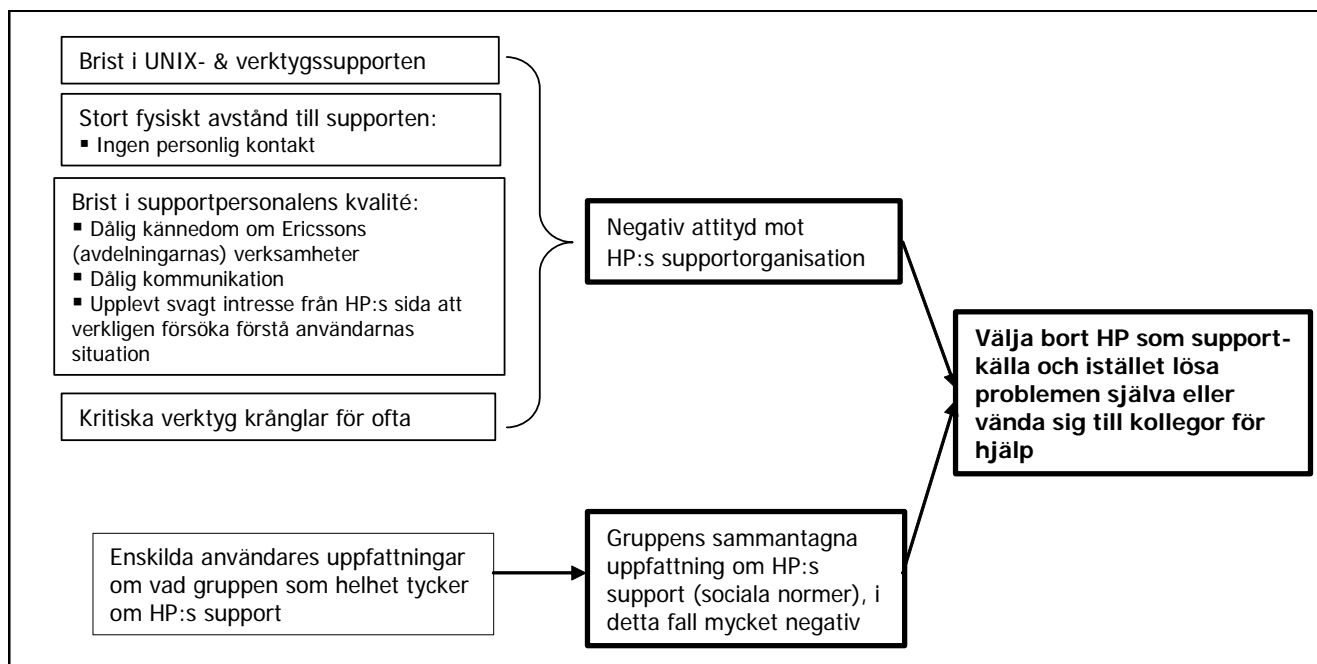 Brist i UNIX- & verktygssupporten
Stort fysiskt avstånd till supporten:
▪ Ingen personlig kontakt
Brist i supportpersonalens kvalité:
▪ Dålig kännedom om Ericssons
(avdelningarnas) verksamheter
▪ Dålig kommunikation
▪ Upplevt svagt intresse från HP:s sida att
verkligen försöka förstå användarnas
situation
Kritiska verktyg krånglar för ofta
Negativ attityd mot
HP:s supportorganisation
Välja bort HP som support-
källa och istället lösa
problemen själva eller
vända sig till kollegor för
hjälp
Enskilda användares uppfattningar
om vad gruppen som helhet tycker
om HP:s support
Gruppens sammantagna
uppfattning om HP:s
support (sociala normer), i
detta fall mycket negativ